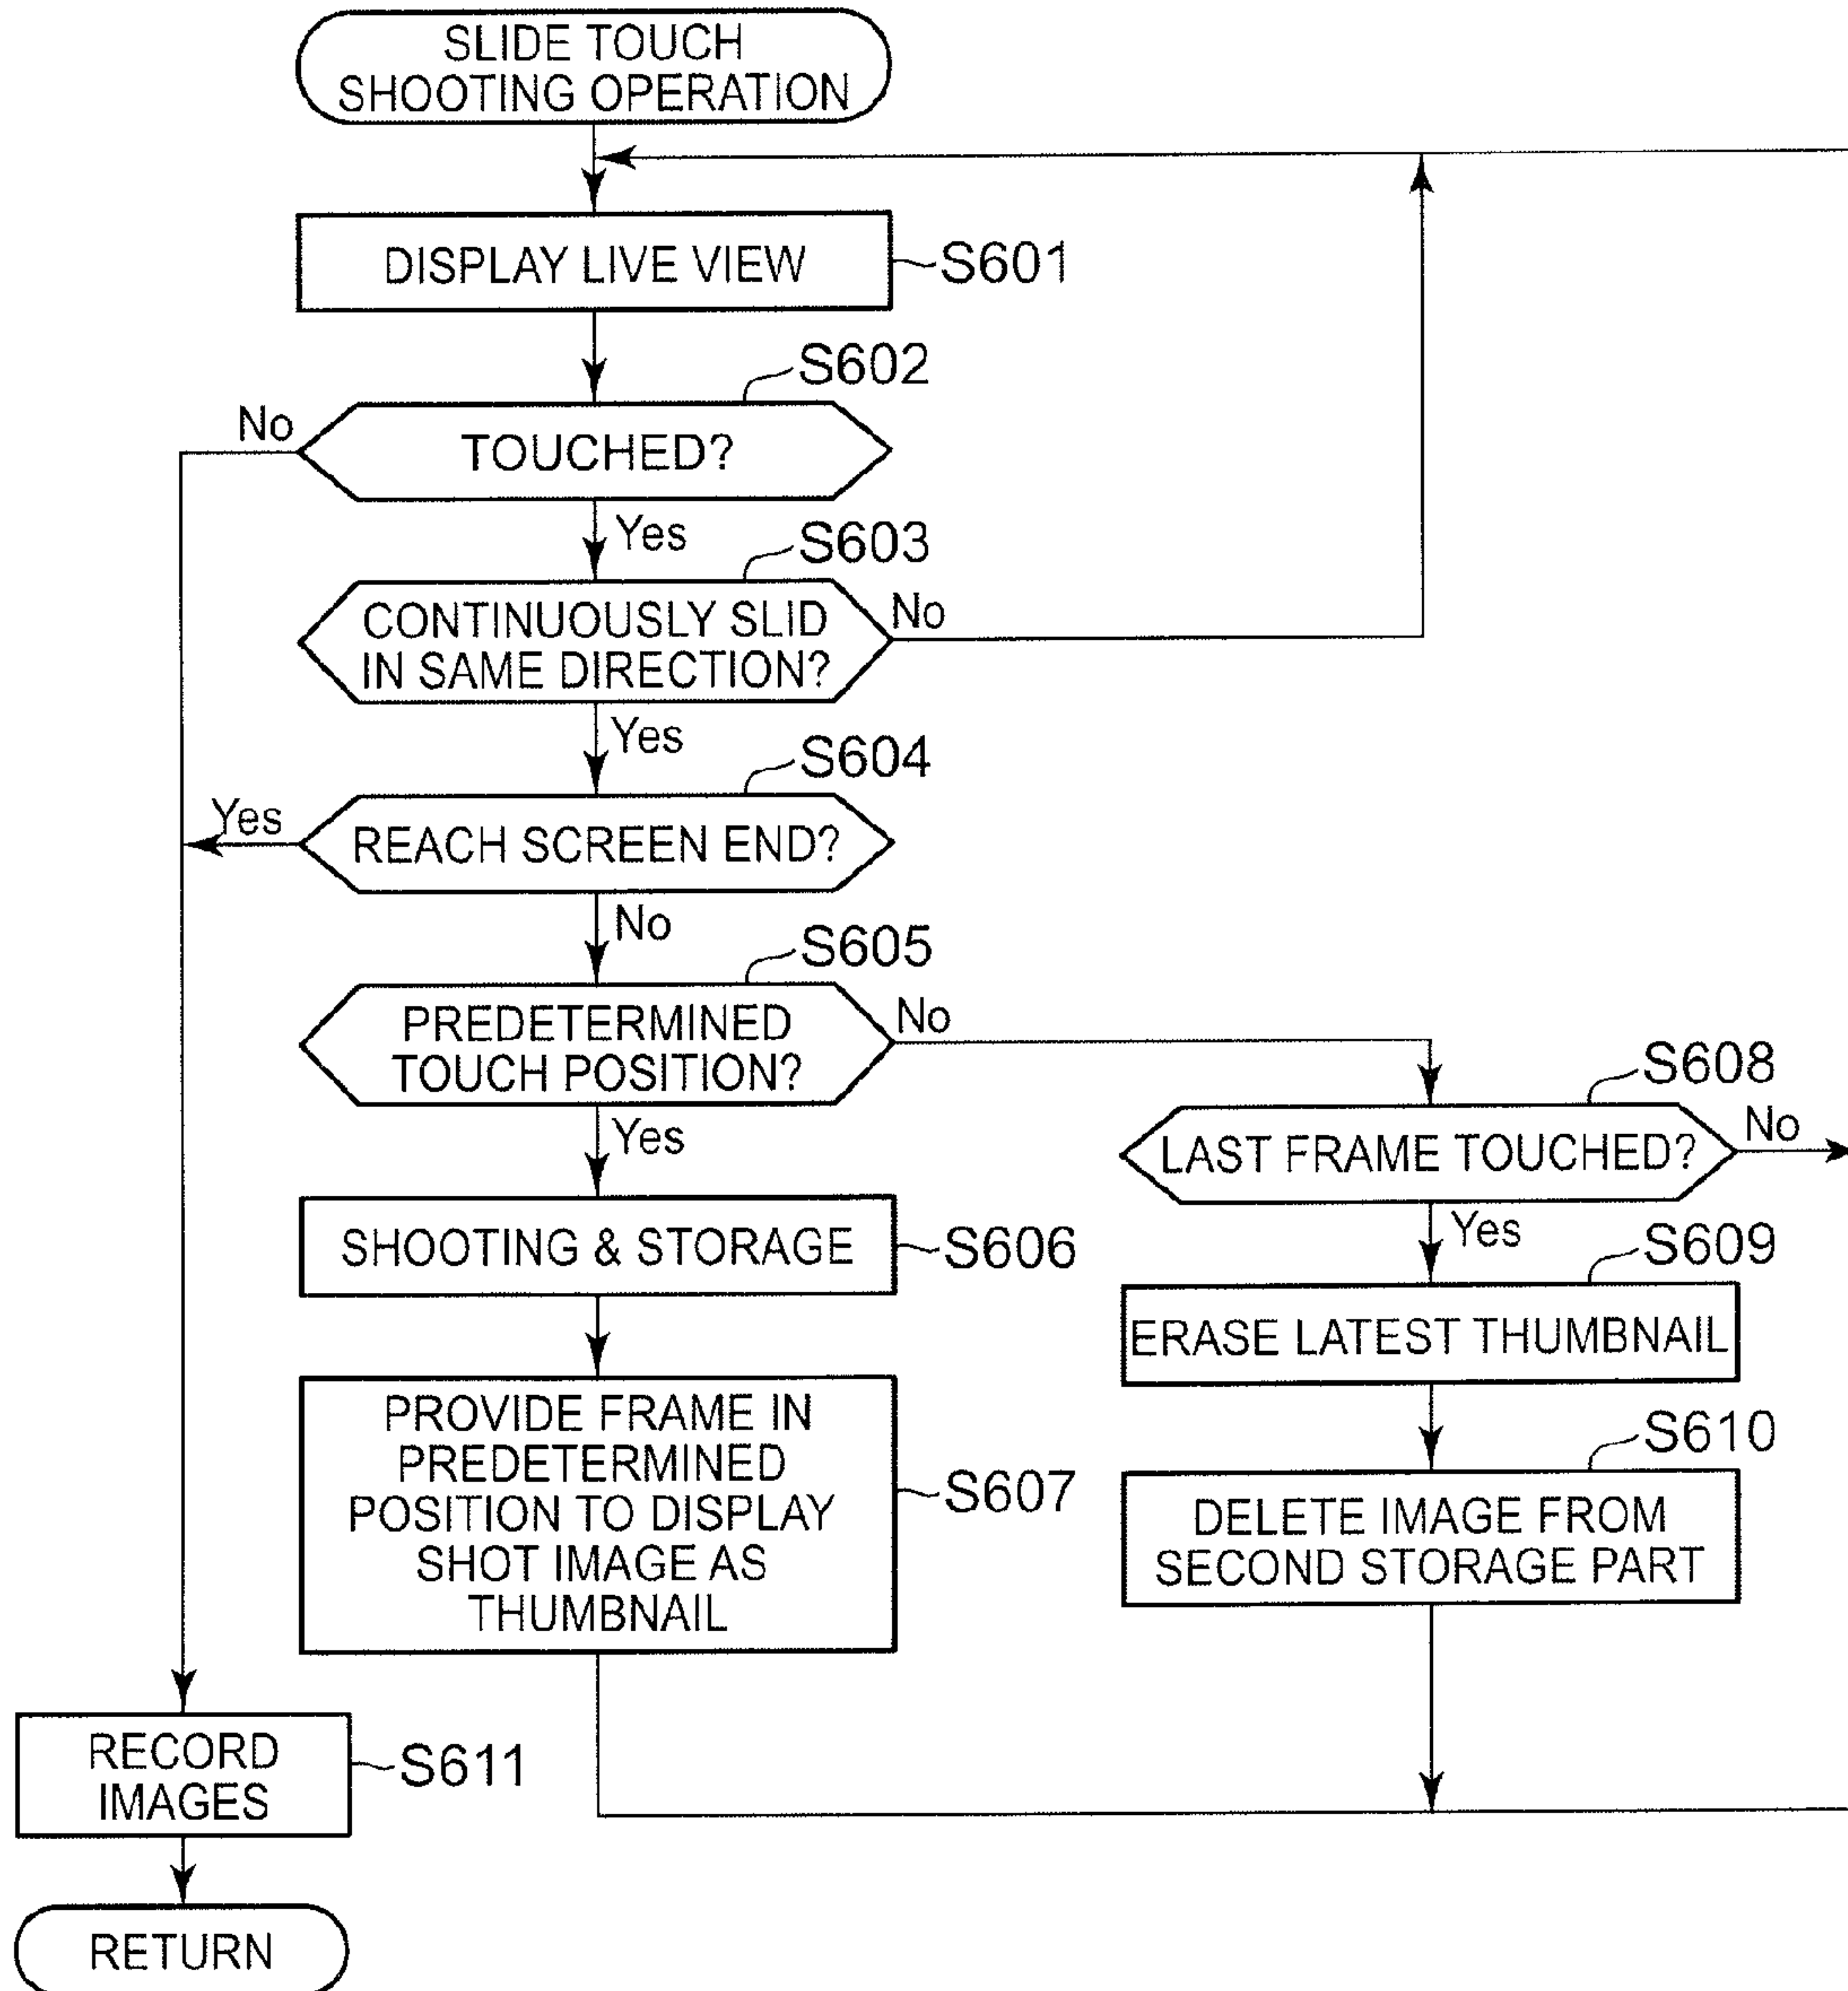 SLIDE TOUCH
SHOOTING OPERATION
DISPLAY LIVE VIEW
S601
S602
No
TOUCHED?
Yes
S603
CONTINUOUSLY SLID
IN SAME DIRECTION?
No
Yes
S604
Yes
REACH SCREEN END?
No
S605
PREDETERMINED
TOUCH POSITION?
No
Yes
S608
LAST FRAME TOUCHED?
No
Yes
SHOOTING & STORAGE
S606
S609
ERASE LATEST THUMBNAIL
PROVIDE FRAME IN
PREDETERMINED
POSITION TO DISPLAY
SHOT IMAGE AS
THUMBNAIL
S607
S610
DELETE IMAGE FROM
SECOND STORAGE PART
RECORD
IMAGES
S611
RETURN